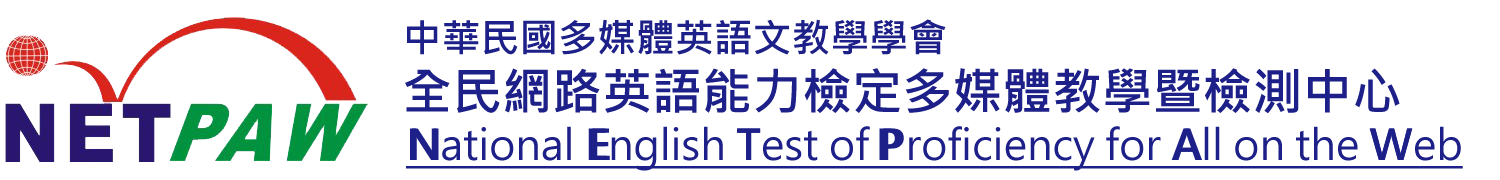 NETPAW
中華民國多媒體英語文教學學會
全民網路英語能力檢定多媒體教學暨檢測中心
National English Test of Proficiency for All on the Web